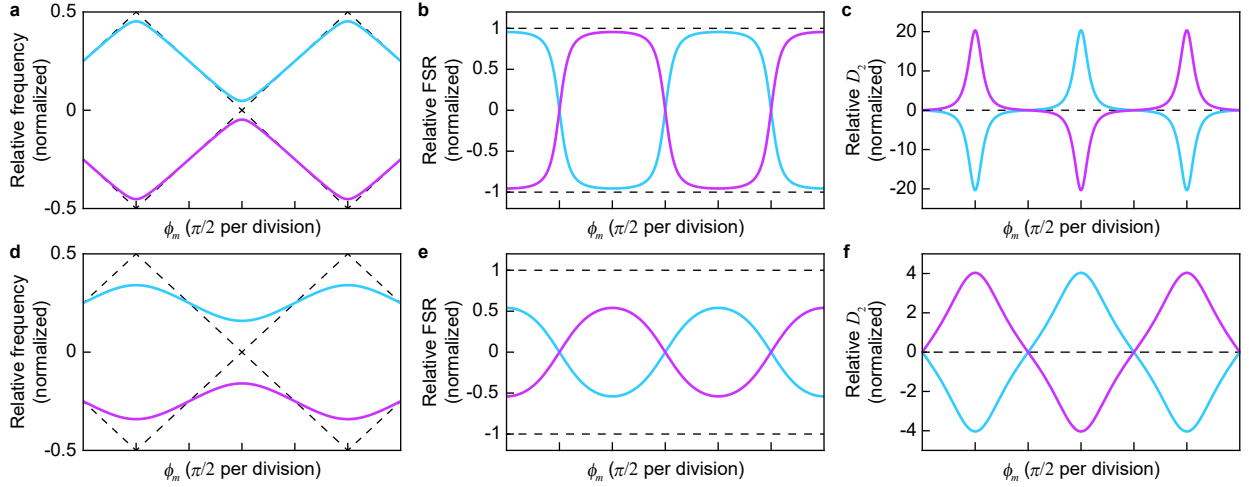 a
Relative frequency
(normalized)
0.5
0
-0.5
ϕm (π/2 per division)
b
Relative FSR
(normalized)
1
0.5
0
-0.5
-1
ϕm (π/2 per division)
c
Relative D2
(normalized)
20
10
0
-10
-20
ϕm (π/2 per division)
d
Relative frequency
(normalized)
0.5
0
-0.5
ϕm (π/2 per division)
e
Relative FSR
(normalized)
1
0.5
0
-0.5
-1
ϕm (π/2 per division)
f
Relative D2
(normalized)
4
2
0
-2
-4
ϕm (π/2 per division)